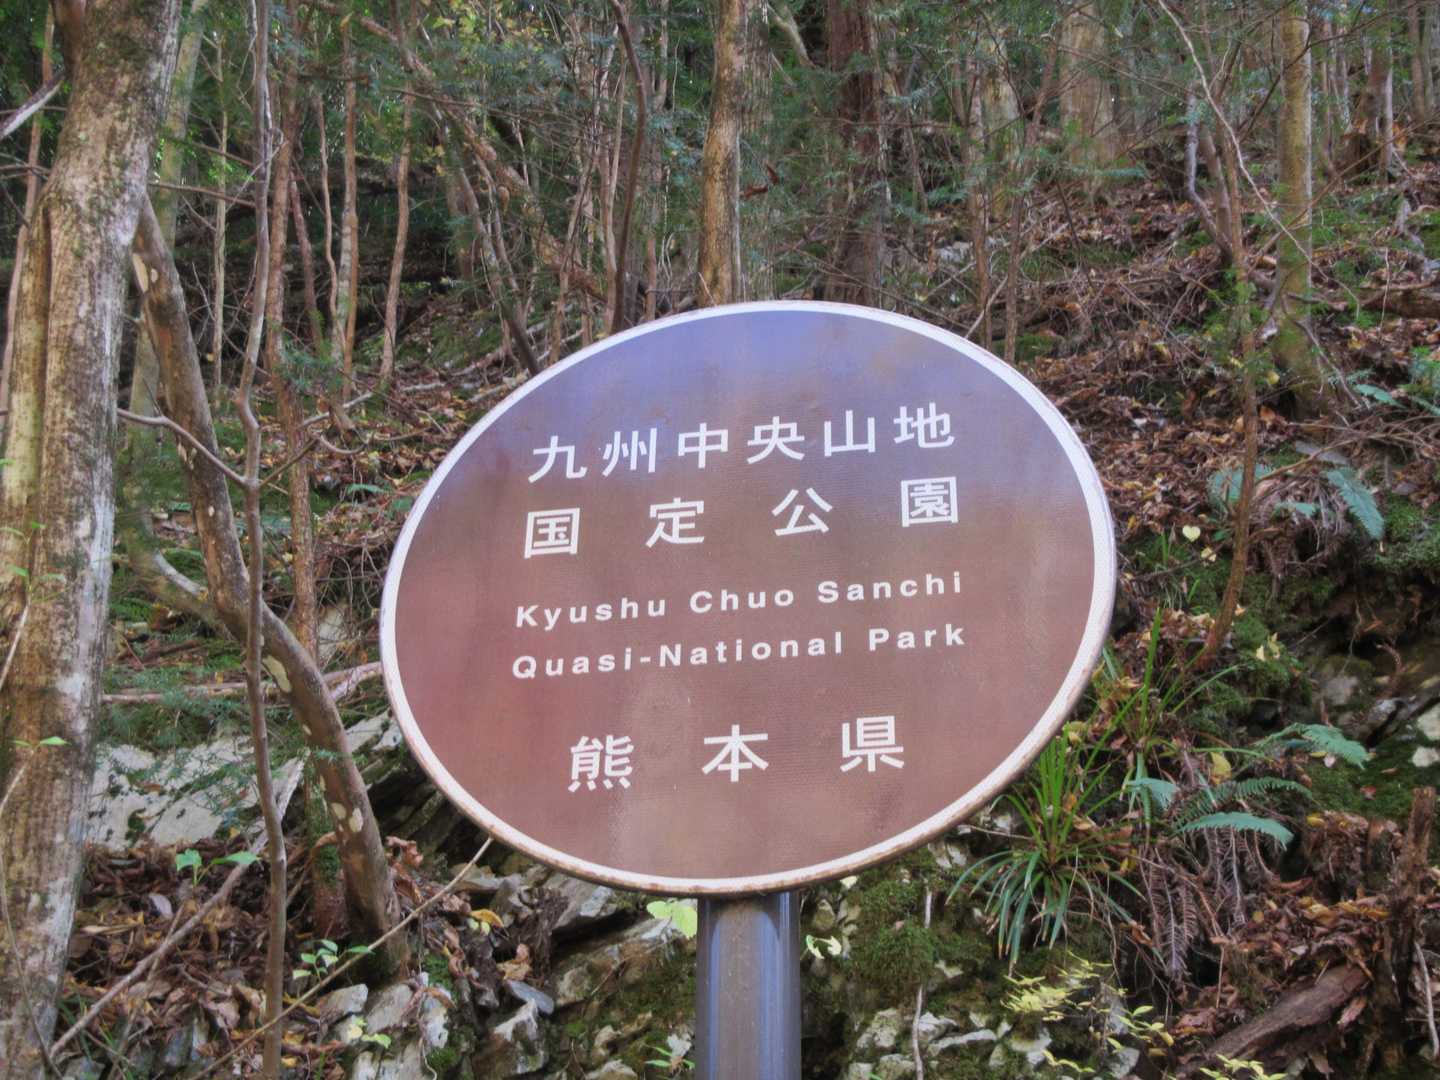 九州中央山地
国定公園
Kyushu Chuo Sanchi
Quasi-National Park
熊本県